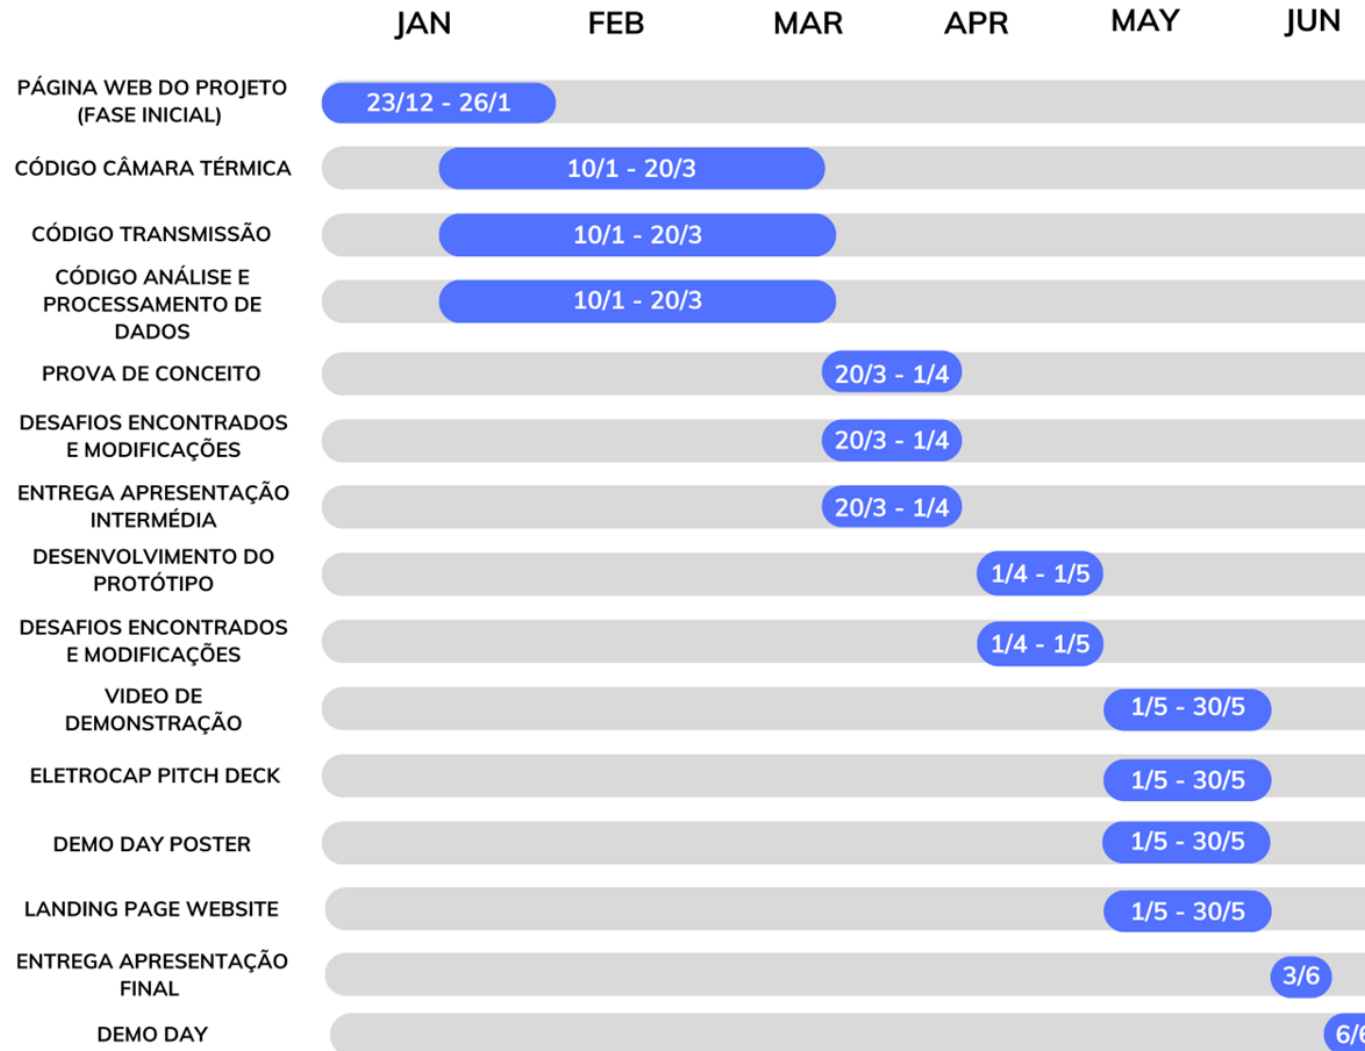 JAN FEB MAR APR MAY JUN
PÁGINA WEB DO PROJETO
(FASE INICIAL)
23/12 - 26/1
CÓDIGO CÂMARA TÉRMICA
10/1 - 20/3
CÓDIGO TRANSMISSÃO
10/1 - 20/3
CÓDIGO ANÁLISE E
PROCESSAMENTO DE
DADOS
10/1 - 20/3
PROVA DE CONCEITO
20/3 - 1/4
DESAFIOS ENCONTRADOS
E MODIFICAÇÕES
20/3 - 1/4
ENTREGA APRESENTAÇÃO
INTERMÉDIA
20/3 - 1/4
DESENVOLVIMENTO DO
PROTÓTIPO
1/4 - 1/5
DESAFIOS ENCONTRADOS
E MODIFICAÇÕES
1/4 - 1/5
VIDEO DE
DEMONSTRAÇÃO
1/5 - 30/5
ELETROCAP PITCH DECK
1/5 - 30/5
DEMO DAY POSTER
1/5 - 30/5
LANDING PAGE WEBSITE
1/5 - 30/5
ENTREGA APRESENTAÇÃO
FINAL
3/6
DEMO DAY
6/6